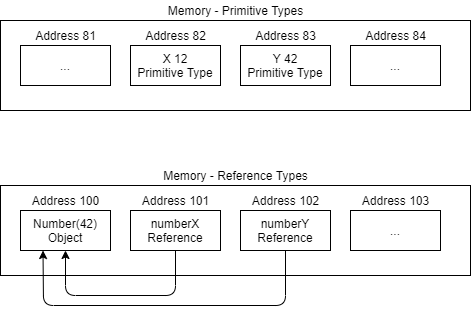 Memory - Primitive Types
Address 81 Address 82 Address 83 Address 84
... X 12 Y 42 ...
Primitive Type Primitive Type
Memory - Reference Types
Address 100 Address 101 Address 102 Address 103
Number(42) numberX numberY ...
Object Reference Reference